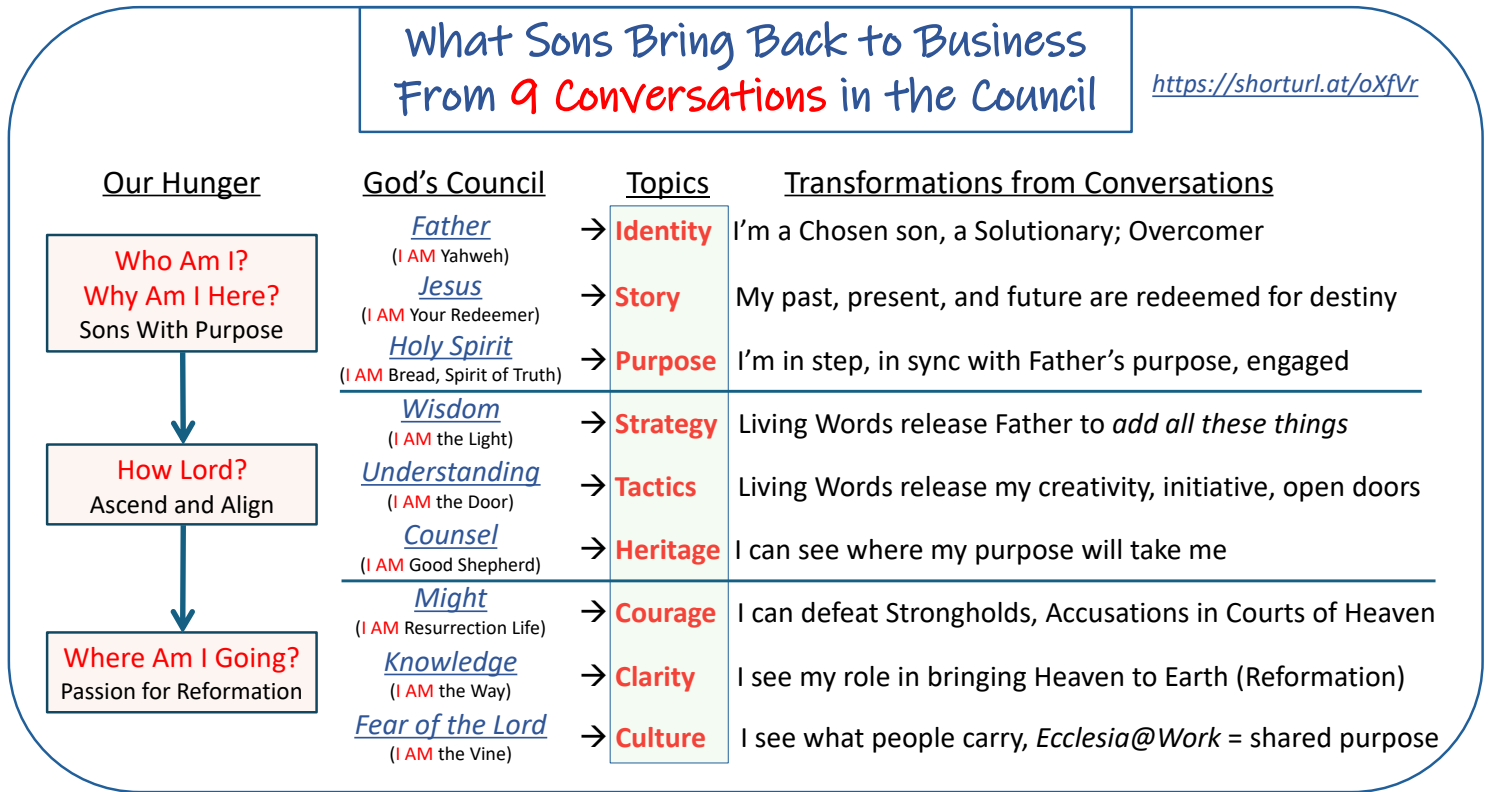 What Sons Bring Back to Business
From 9 Conversations in the Council
https://shorturl.at/oXfVr
Our Hunger
God's Council
Topics
Transformations from Conversations
Who Am I?
Why Am I Here?
Sons With Purpose
How Lord?
Ascend and Align
Where Am I Going?
Passion for Reformation
Father
(I AM Yahweh)
→ Identity I'm a Chosen son, a Solutionary; Overcomer
Jesus
(I AM Your Redeemer)
→ Story My past, present, and future are redeemed for destiny
Holy Spirit
(I AM Bread, Spirit of Truth)
→ Purpose I'm in step, in sync with Father's purpose, engaged
Wisdom
(I AM the Light)
→ Strategy Living Words release Father to add all these things
Understanding
(I AM the Door)
→ Tactics Living Words release my creativity, initiative, open doors
Counsel
(I AM Good Shepherd)
→ Heritage I can see where my purpose will take me
Might
(I AM Resurrection Life)
→ Courage I can defeat Strongholds, Accusations in Courts of Heaven
Knowledge
(I AM the Way)
→ Clarity I see my role in bringing Heaven to Earth (Reformation)
Fear of the Lord
(I AM the Vine)
→ Culture I see what people carry, Ecclesia@Work = shared purpose